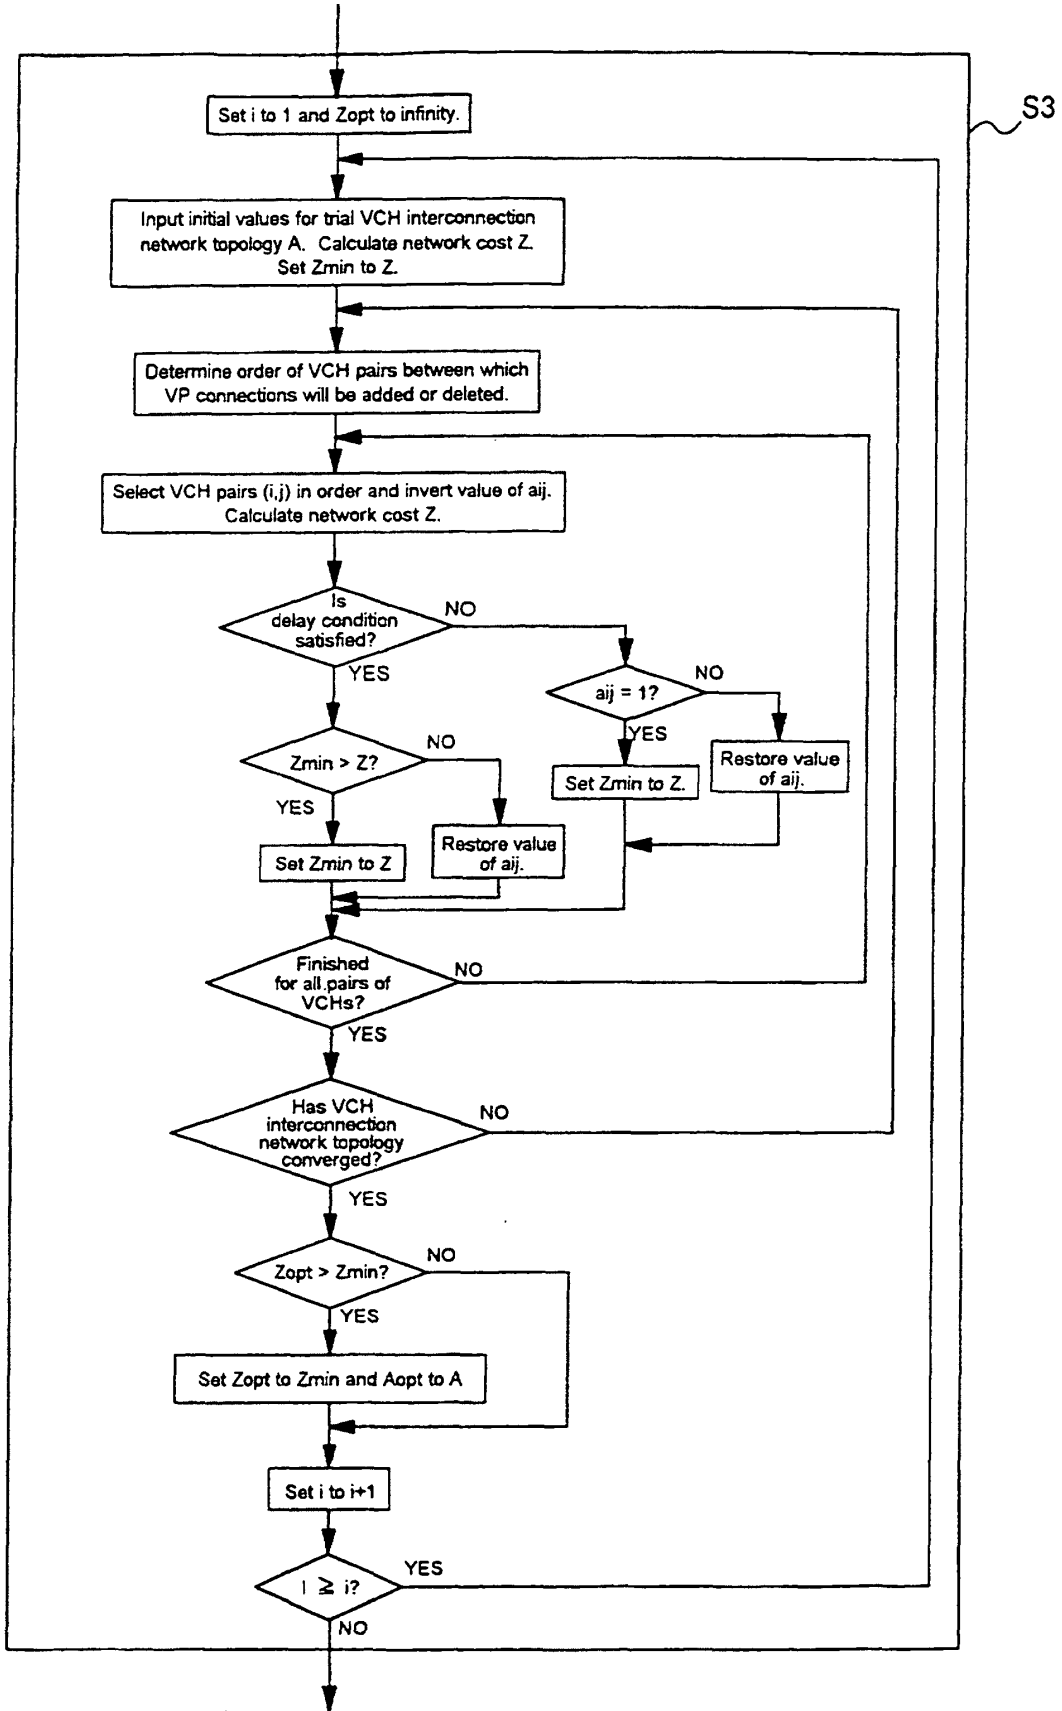 S3
Set i to 1 and Zopt to infinity.
Input initial values for trial VCH interconnection
network topology A. Calculate network cost Z.
Set Zmin to Z.
Determine order of VCH pairs between which
VP connections will be added or deleted.
Select VCH pairs (i,j) in order and invert value of aij.
Calculate network cost Z.
Is
delay condition
satisfied?
NO
YES
aij = 1?
NO
YES
Zmin > Z?
NO
YES
Set Zmin to Z.
Restore value
of aij.
Set Zmin to Z
Restore value
of aij.
Finished
for all pairs of
VCHs?
NO
YES
Has VCH
interconnection
network topology
converged?
NO
YES
Zopt > Zmin?
NO
YES
Set Zopt to Zmin and Aopt to A
Set i to i+1
I ≧ i?
YES
NO